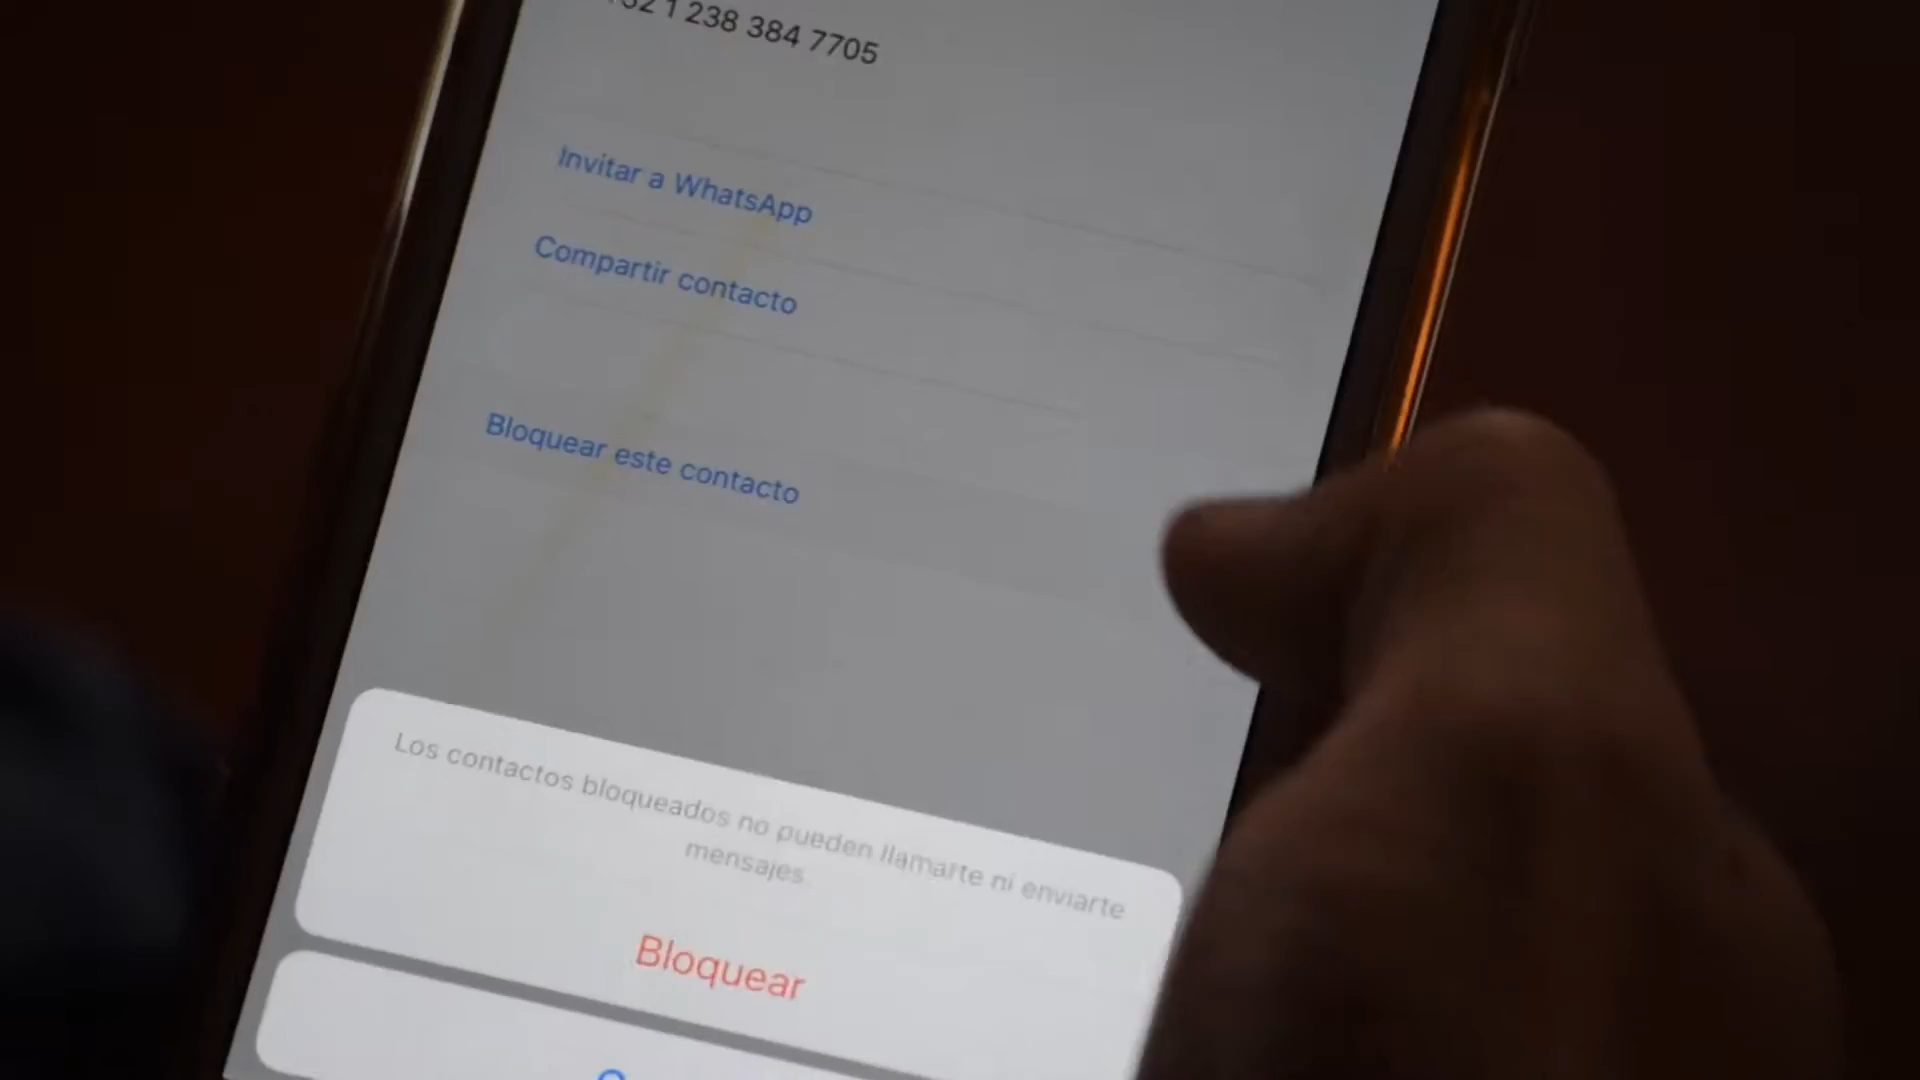 1 238 384 7705
Invitar a WhatsApp
Compartir contacto
Bloquear este contacto
Los contactos bloqueados no pueden llamarte ni enviarte
mensajes.
Bloquear